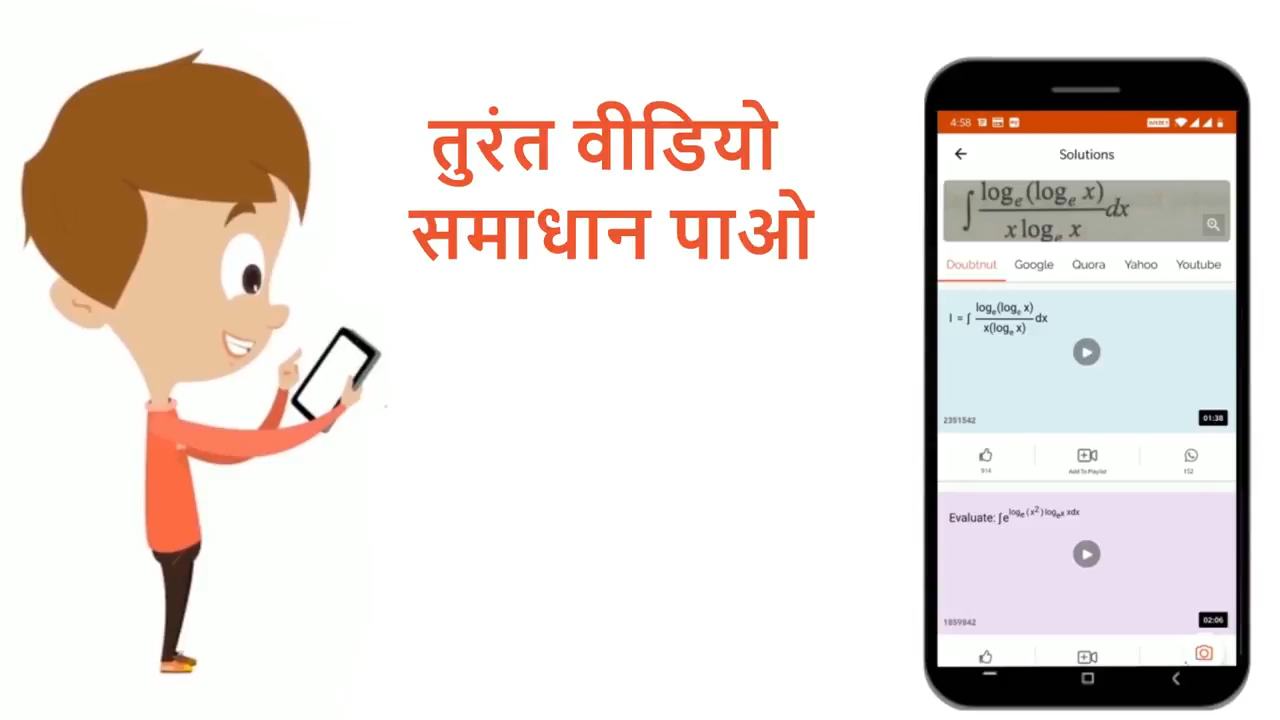 तुरंत वीडियो
समाधान पाओ
4:58
Solutions
∫ logₑ(logₑ x) / x logₑ x dx
Doubtnut Google Quora Yahoo Youtube
I = ∫ logₑ(logₑ x) / x(logₑ x) dx
2351542 01:38
914 Add To Playlist 152
Evaluate: ∫e^logₑ(x²) logₑx xdx
1859842 02:06